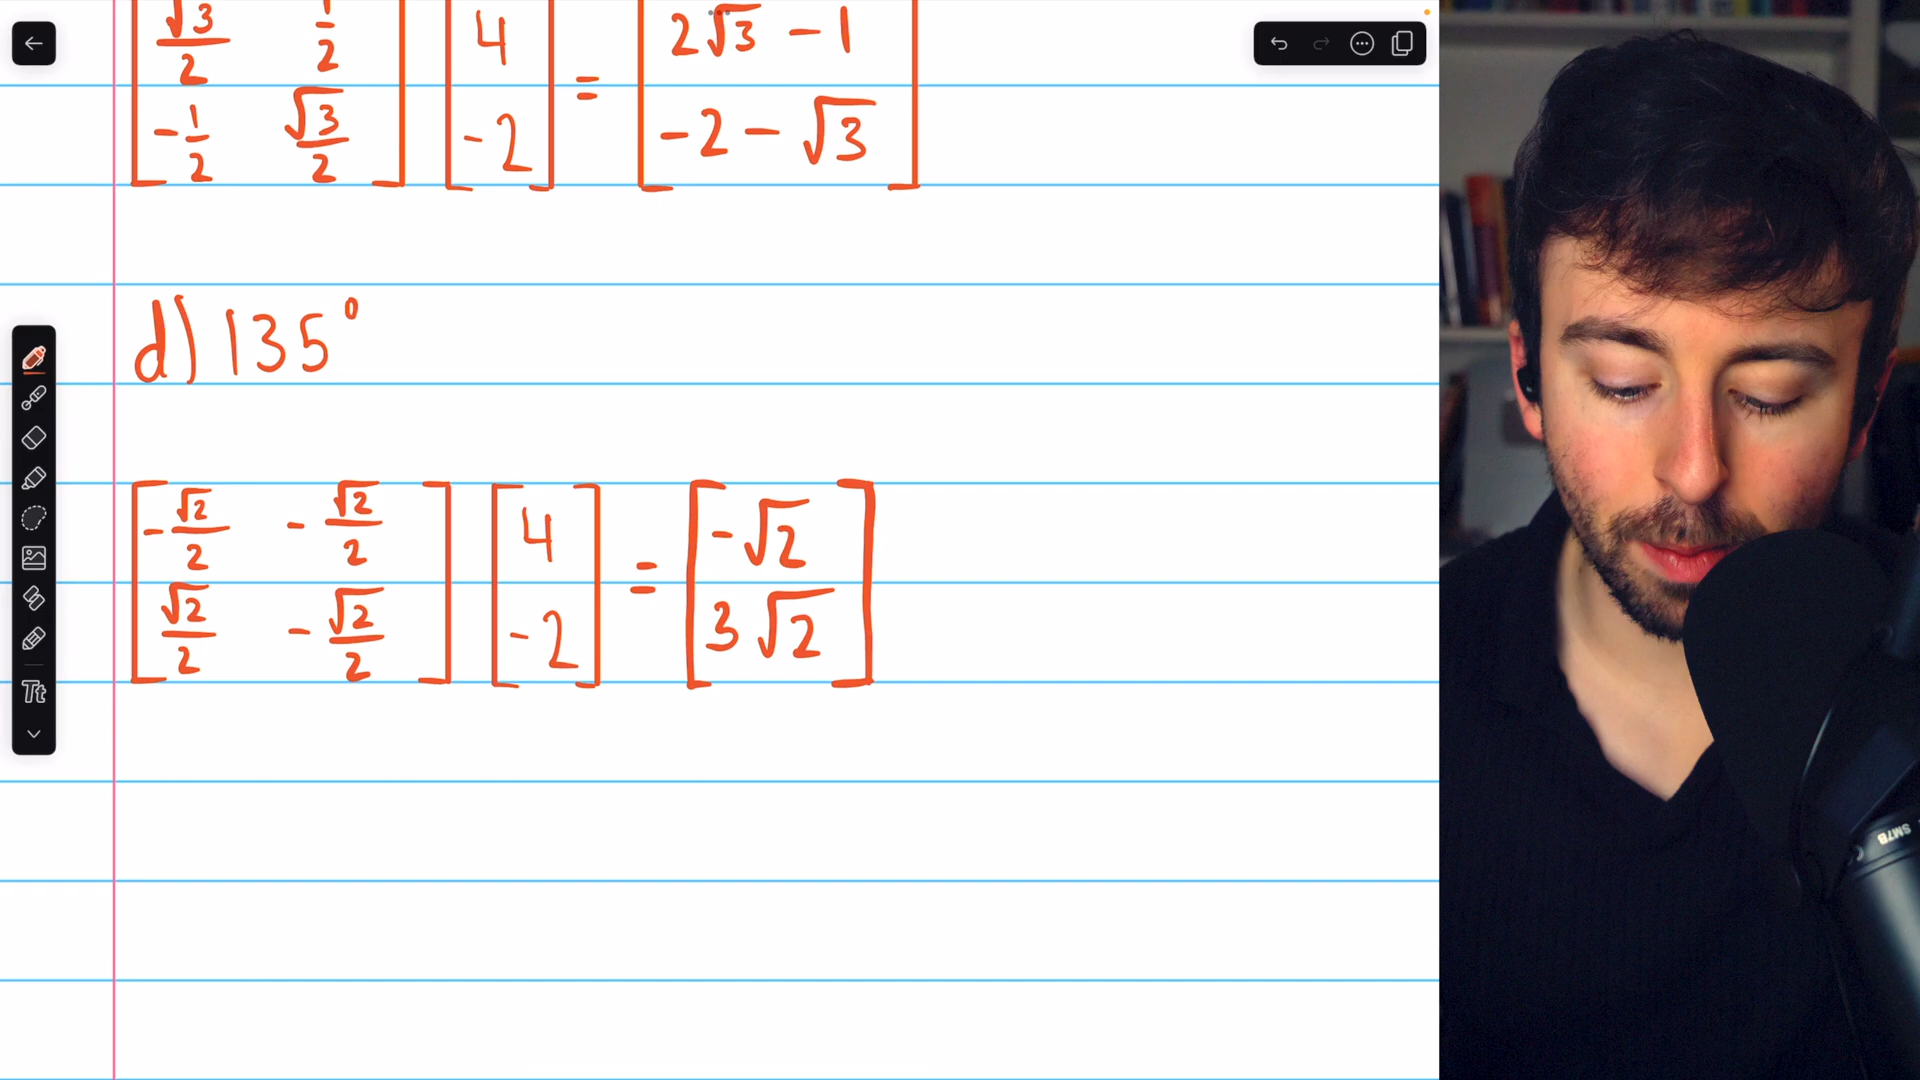 [√3/2 1/2] [4] = [2√3 - 1]
[-1/2 √3/2] [-2] [-2 - √3]
d) 135°
[-√2/2 -√2/2] [4] = [-√2]
[√2/2 -√2/2] [-2] [3√2]
Tt
SM7B